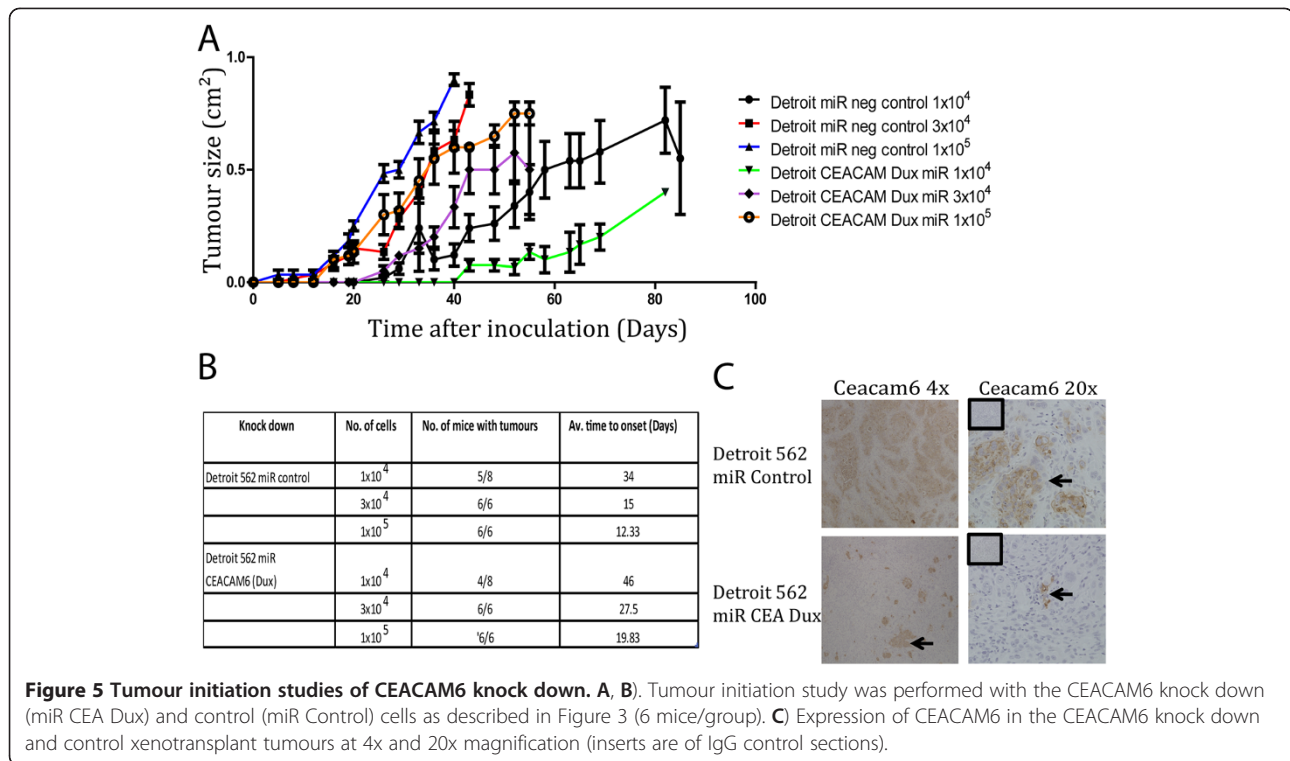 A
1.0
0.5
0.0
Tumour size (cm²)
0 20 40 60 80 100
Time after inoculation (Days)
Detroit miR neg control 1x10⁴
Detroit miR neg control 3x10⁴
Detroit miR neg control 1x10⁵
Detroit CEACAM Dux miR 1x10⁴
Detroit CEACAM Dux miR 3x10⁴
Detroit CEACAM Dux miR 1x10⁵
B
Knock down No. of cells No. of mice with tumours Av. time to onset (Days)
Detroit 562 miR control 1x10⁴ 5/8 34
3x10⁴ 6/6 15
1x10⁵ 6/6 12.33
Detroit 562 miR
CEACAM6 (Dux) 1x10⁴ 4/8 46
3x10⁴ 6/6 27.5
1x10⁵ '6/6 19.83
C
Ceacam6 4x Ceacam6 20x
Detroit 562
miR Control
Detroit 562
miR CEA Dux
Figure 5 Tumour initiation studies of CEACAM6 knock down. A, B). Tumour initiation study was performed with the CEACAM6 knock down
(miR CEA Dux) and control (miR Control) cells as described in Figure 3 (6 mice/group). C) Expression of CEACAM6 in the CEACAM6 knock down
and control xenotransplant tumours at 4x and 20x magnification (inserts are of IgG control sections).